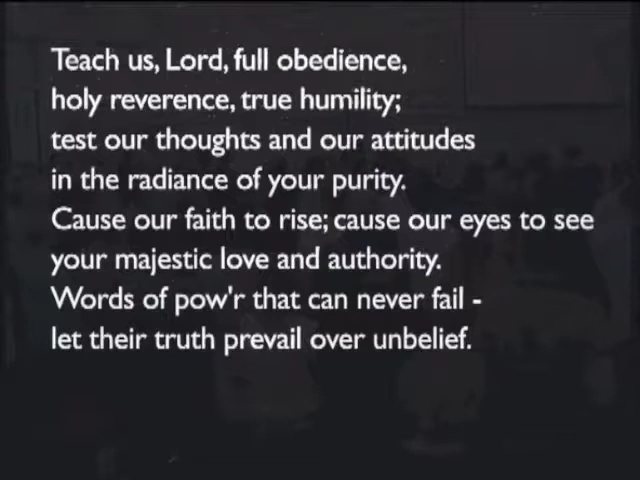 Teach us, Lord, full obedience,
holy reverence, true humility;
test our thoughts and our attitudes
in the radiance of your purity.
Cause our faith to rise; cause our eyes to see
your majestic love and authority.
Words of pow'r that can never fail -
let their truth prevail over unbelief.